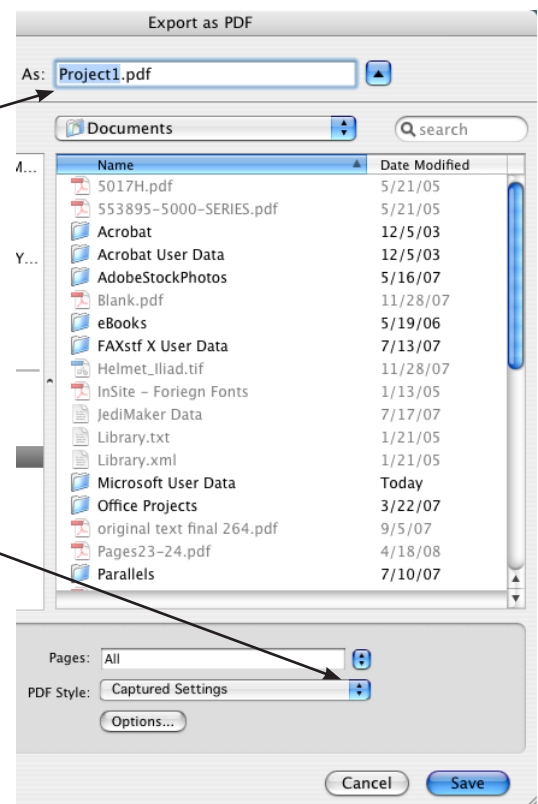 Export as PDF
As: Project1.pdf
Documents search
M... Name Date Modified
5017H.pdf 5/21/05
553895-5000-SERIES.pdf 5/21/05
Acrobat 12/5/03
Y... Acrobat User Data 12/5/03
AdobeStockPhotos 5/16/07
Blank.pdf 11/28/07
eBooks 5/19/06
FAXstf X User Data 7/13/07
Helmet_Iliad.tif 11/28/07
InSite – Foriegn Fonts 1/13/05
JediMaker Data 7/17/07
Library.txt 1/21/05
Library.xml 1/21/05
Microsoft User Data Today
Office Projects 3/22/07
original text final 264.pdf 9/5/07
Pages23-24.pdf 4/18/08
Parallels 7/10/07
Pages: All
PDF Style: Captured Settings
Options...
Cancel Save